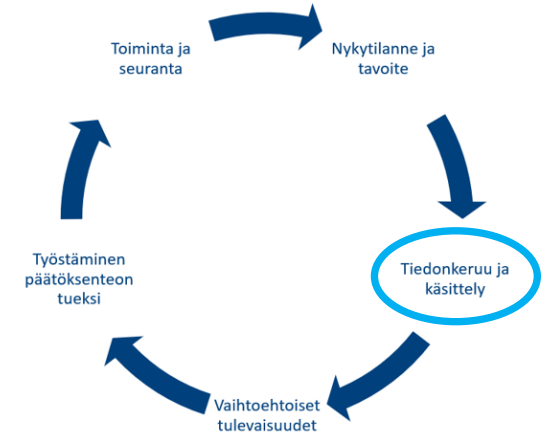 Toiminta ja
seuranta
Nykytilanne ja
tavoite
Tiedonkeruu ja
käsittely
Vaihtoehtoiset
tulevaisuudet
Työstäminen
päätöksenteon
tueksi